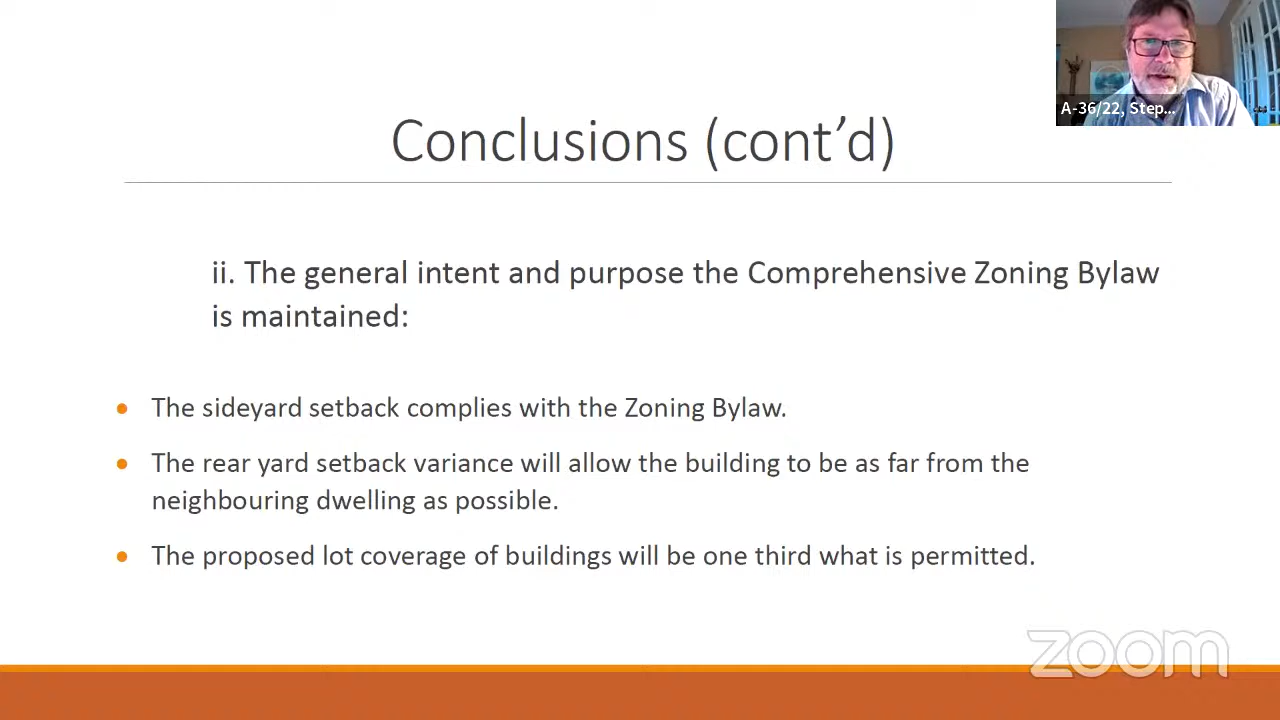 A-36/22, Step...
Conclusions (cont’d)
ii. The general intent and purpose the Comprehensive Zoning Bylaw
is maintained:
• The sideyard setback complies with the Zoning Bylaw.
• The rear yard setback variance will allow the building to be as far from the
neighbouring dwelling as possible.
• The proposed lot coverage of buildings will be one third what is permitted.
zoom